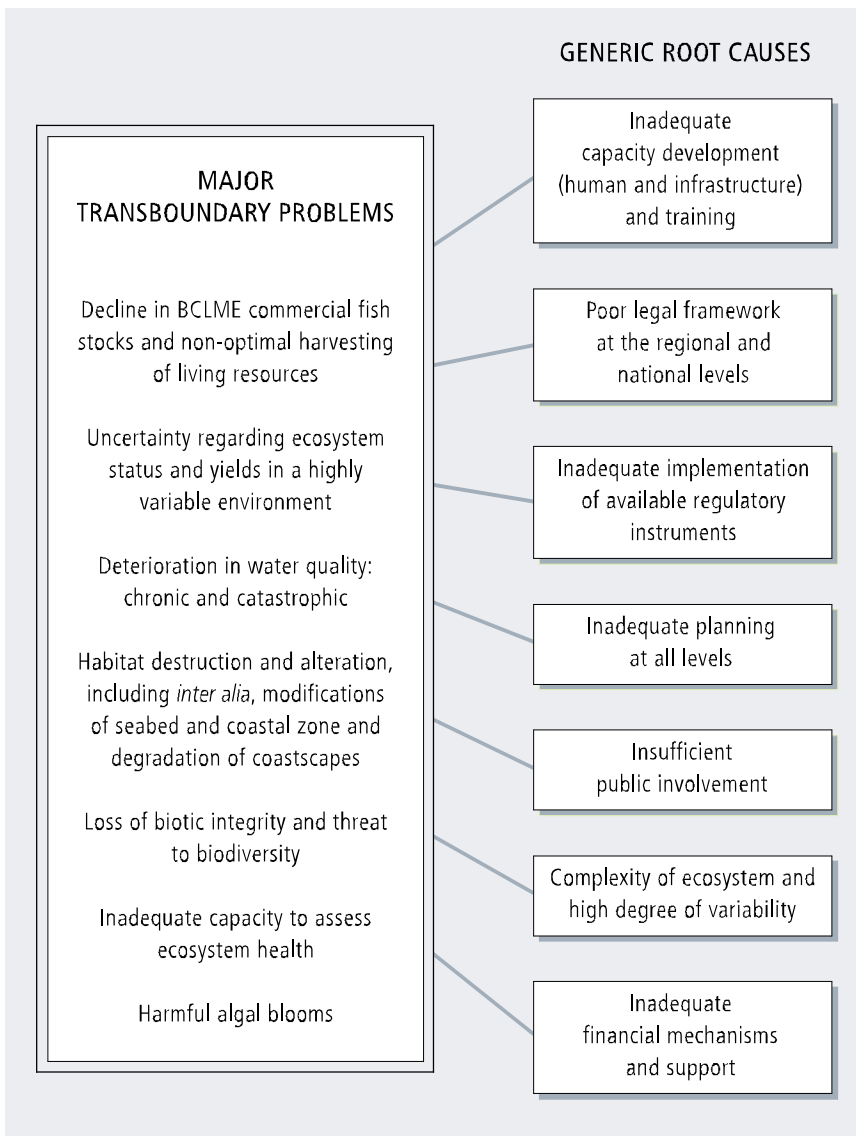 GENERIC ROOT CAUSES
MAJOR
TRANSBOUNDARY PROBLEMS
Decline in BCLME commercial fish
stocks and non-optimal harvesting
of living resources
Uncertainty regarding ecosystem
status and yields in a highly
variable environment
Deterioration in water quality:
chronic and catastrophic
Habitat destruction and alteration,
including inter alia, modifications
of seabed and coastal zone and
degradation of coastscapes
Loss of biotic integrity and threat
to biodiversity
Inadequate capacity to assess
ecosystem health
Harmful algal blooms
Inadequate
capacity development
(human and infrastructure)
and training
Poor legal framework
at the regional and
national levels
Inadequate implementation
of available regulatory
instruments
Inadequate planning
at all levels
Insufficient
public involvement
Complexity of ecosystem and
high degree of variability
Inadequate
financial mechanisms
and support